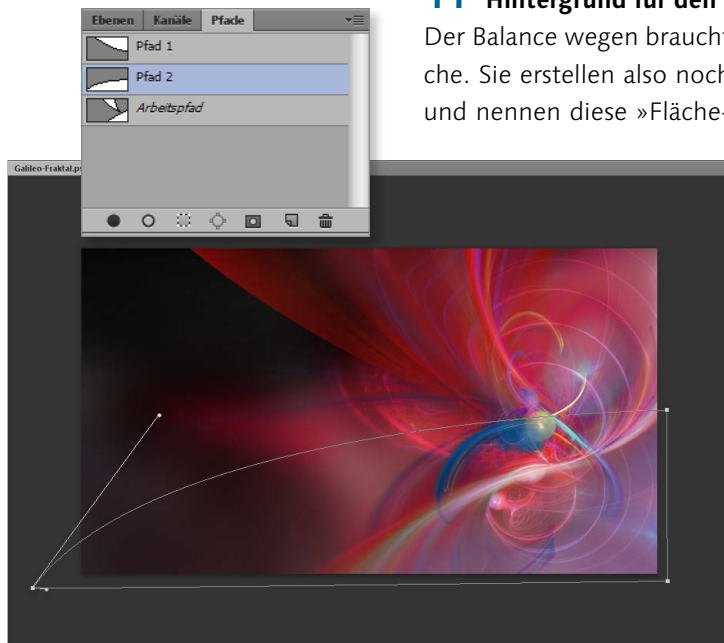 Ebenen Kanäle Pfade
Pfad 1
Pfad 2
Arbeitspfad
11 Hintergrund für den
Der Balance wegen braucht
che. Sie erstellen also noch
und nennen diese »Fläche-
Galileo-Fraktal.ps